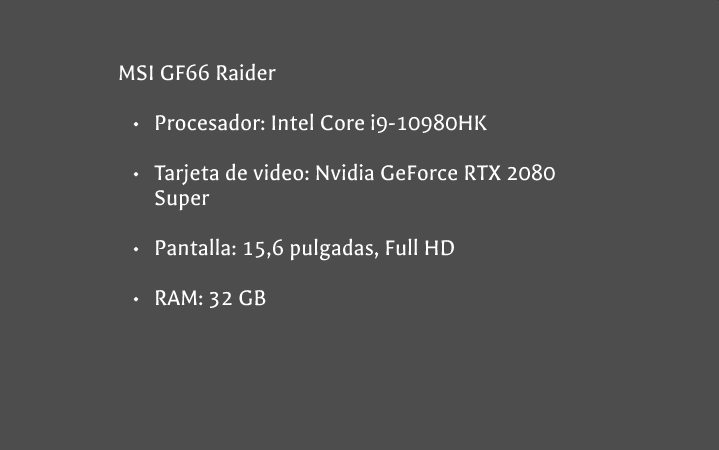 MSI GF66 Raider
• Procesador: Intel Core i9-10980HK
• Tarjeta de video: Nvidia GeForce RTX 2080
Super
• Pantalla: 15,6 pulgadas, Full HD
• RAM: 32 GB